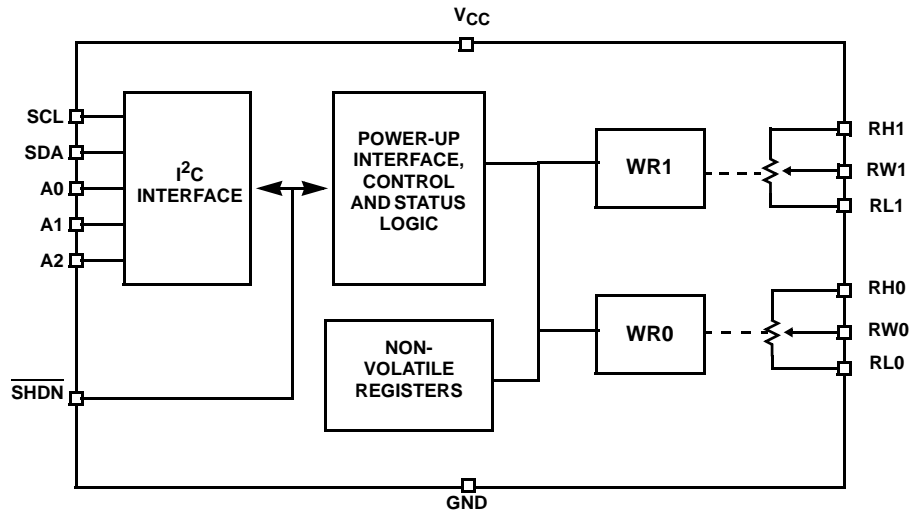 VCC
SCL
SDA
A0
A1
A2
SHDN
I2C
INTERFACE
POWER-UP
INTERFACE,
CONTROL
AND STATUS
LOGIC
NON-
VOLATILE
REGISTERS
WR1
WR0
RH1
RW1
RL1
RH0
RW0
RL0
GND